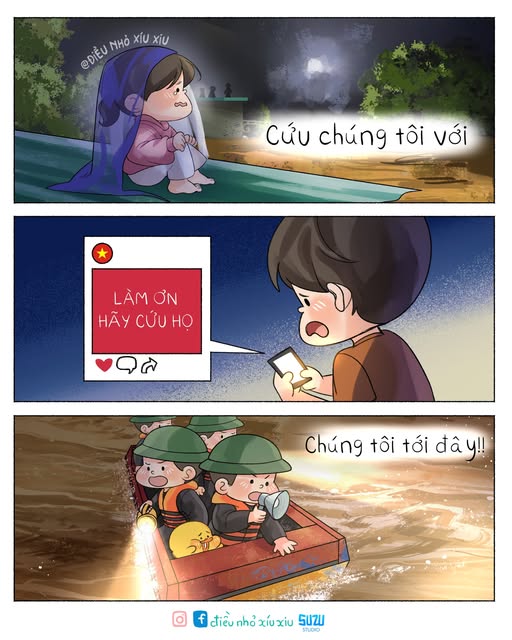 @ĐIỀU NHỎ XÍU XIU
Cứu chúng tôi với
LÀM ƠN
HÃY CỨU HỌ
Chúng tôi tới đây!!
điều nhỏ xíu xiu
SUZU
STUDIO